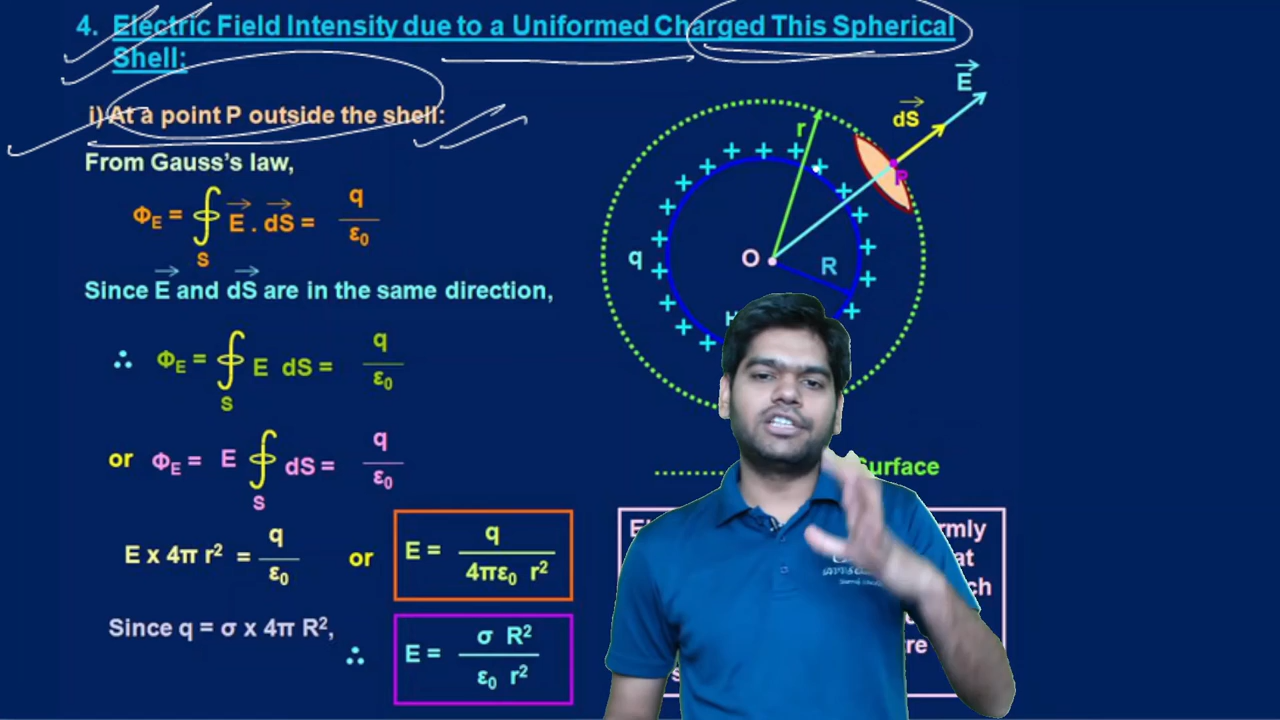 4. Electric Field Intensity due to a Uniformed Charged This Spherical
Shell:
i) At a point P outside the shell:
From Gauss's law,
ΦE = ∮S E . dS = q / ε0
Since E and dS are in the same direction,
∴ ΦE = ∮S E dS = q / ε0
or ΦE = E ∮S dS = q / ε0
E x 4π r² = q / ε0 or E = q / 4πε0 r²
Since q = σ x 4π R²,
∴ E = σ R² / ε0 r²
E
dS
r
P
q
O
R
Surface
at